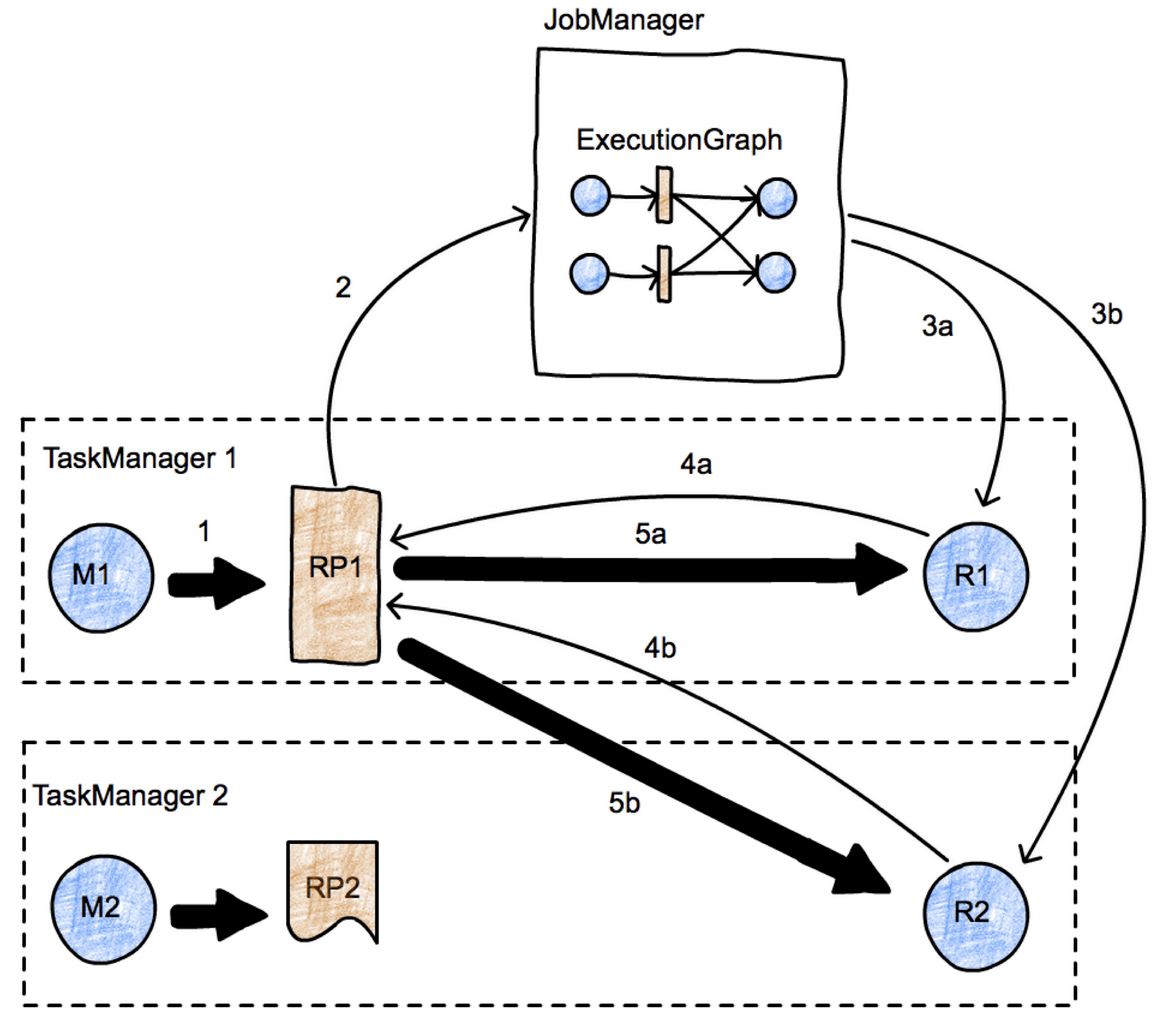 JobManager
ExecutionGraph
2
3a
3b
TaskManager 1
4a
1
5a
M1
RP1
R1
4b
TaskManager 2
5b
RP2
M2
R2